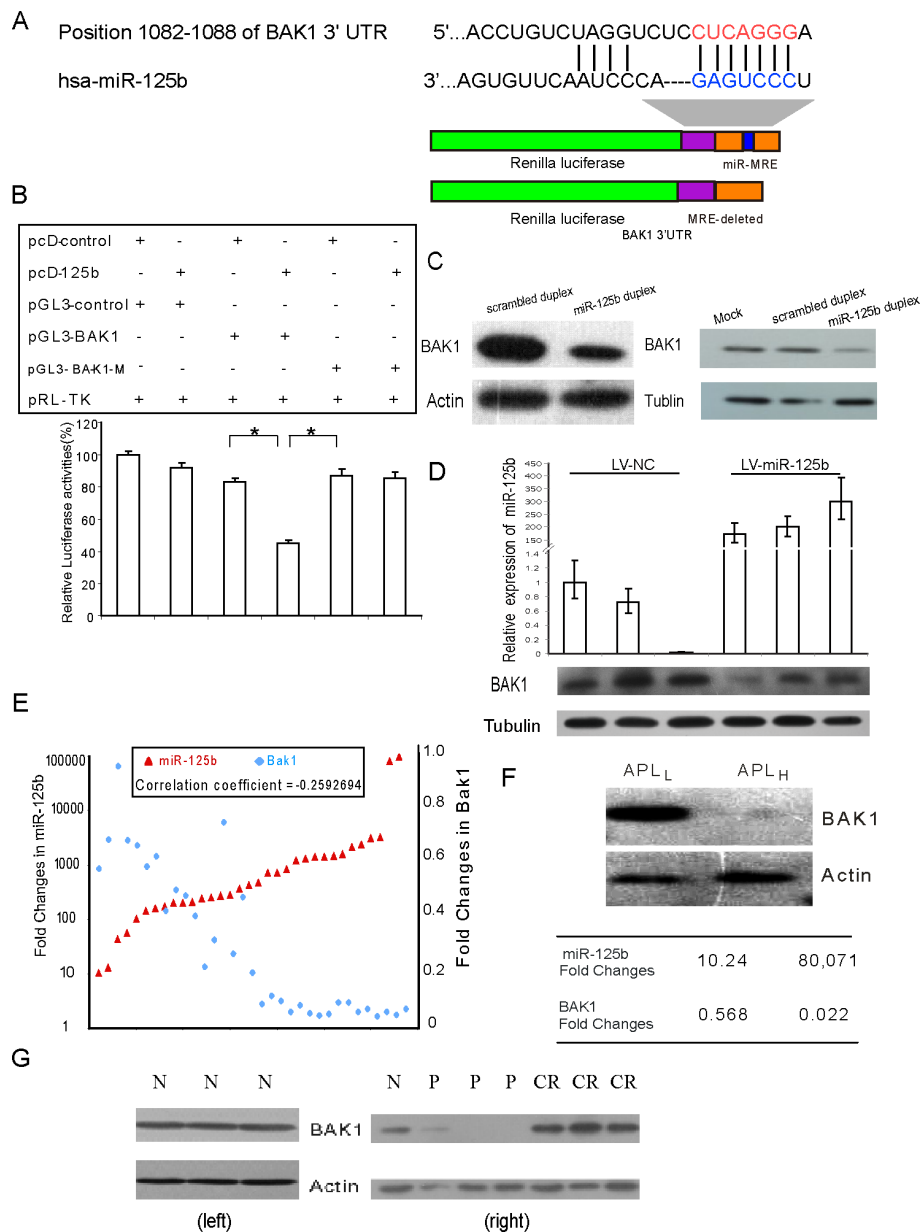 A
Position 1082-1088 of BAK1 3' UTR
5'...ACCUGUCUAGGUCUCCUCAGGGA
hsa-miR-125b
3'...AGUGUUCAAUCCCA----GAGUCCCU
Renilla luciferase
miR-MRE
Renilla luciferase
MRE-deleted
BAK1 3'UTR
B
pcD-control + - + - + -
pcD-125b - + - + - +
pGL3-control + + - - - -
pGL3-BAK1 - - + + - -
pGL3-BAK1-M - - - - + +
pRL-TK + + + + + +
Relative Luciferase activities(%)
120
100
80
60
40
20
0
* *
C
scrambled duplex
miR-125b duplex
BAK1
Actin
Mock
scrambled duplex
miR-125b duplex
BAK1
Tublin
D
LV-NC
LV-miR-125b
Relative expression of miR-125b
450
400
350
300
250
200
150
100
50
1.4
1.2
1
0.8
0.6
0.4
0.2
0
BAK1
Tubulin
E
miR-125b
Bak1
Correlation coefficient =-0.2592694
Fold Changes in miR-125b
100000
10000
1000
100
10
1
1.0
0.8
0.6
0.4
0.2
0
Fold Changes in Bak1
F
APL L
APL H
BAK1
Actin
miR-125b
Fold Changes
10.24
80,071
BAK1
Fold Changes
0.568
0.022
G
N N N
N P P P CR CR CR
BAK1
Actin
(left)
(right)